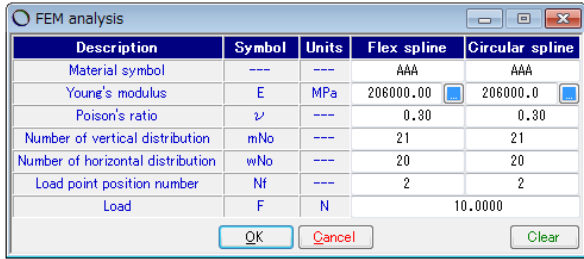 FEM analysis
Description Symbol Units Flex spline Circular spline
Material symbol --- --- AAA AAA
Young's modulus E MPa 206000.00 ... 206000.0 ...
Poison's ratio ν --- 0.30 0.30
Number of vertical distribution mNo --- 21 21
Number of horizontal distribution wNo --- 20 20
Load point position number Nf --- 2 2
Load F N 10.0000
OK Cancel Clear